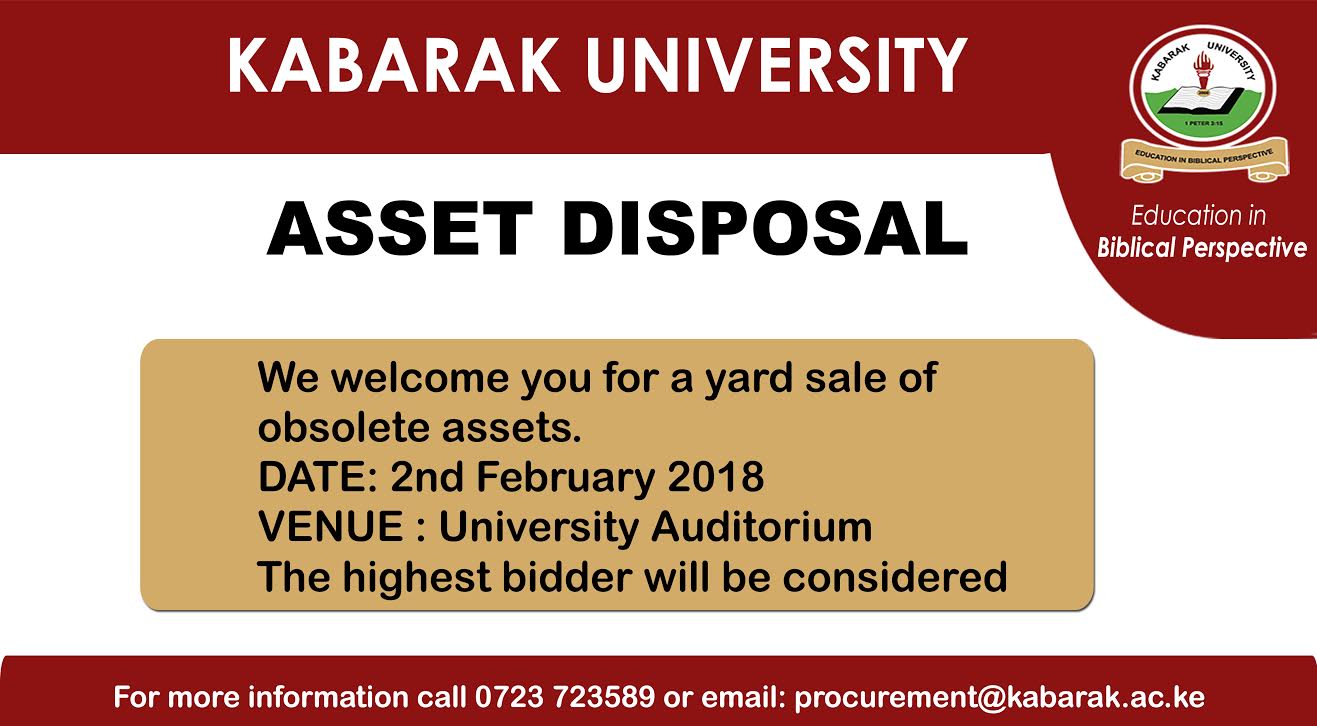 KABARAK UNIVERSITY
KABARAK UNIVERSITY
1 PETER 3:15
EDUCATION IN BIBLICAL PERSPECTIVE
Education in
Biblical Perspective
ASSET DISPOSAL
We welcome you for a yard sale of
obsolete assets.
DATE: 2nd February 2018
VENUE : University Auditorium
The highest bidder will be considered
For more information call 0723 723589 or email: procurement@kabarak.ac.ke